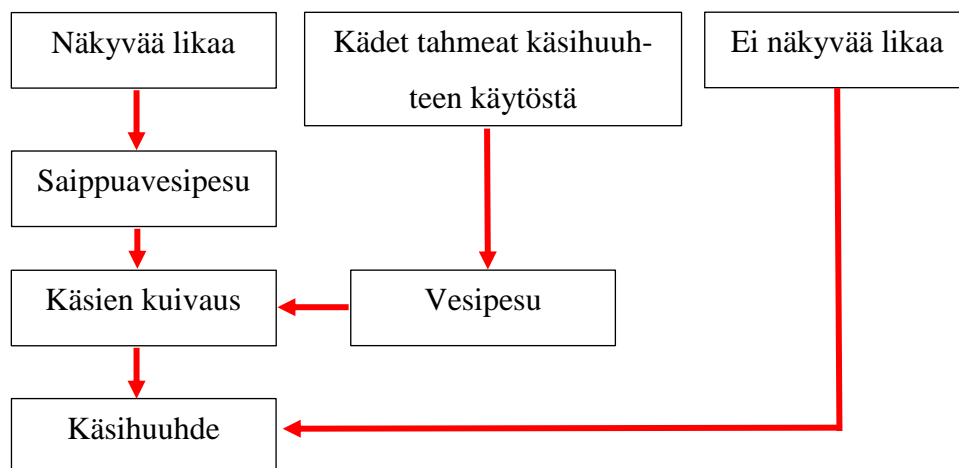 Näkyvää likaa
Kädet tahmeat käsihuuh-
teen käytöstä
Ei näkyvää likaa
Saippuavesipesu
Käsien kuivaus
Vesipesu
Käsihuuhde